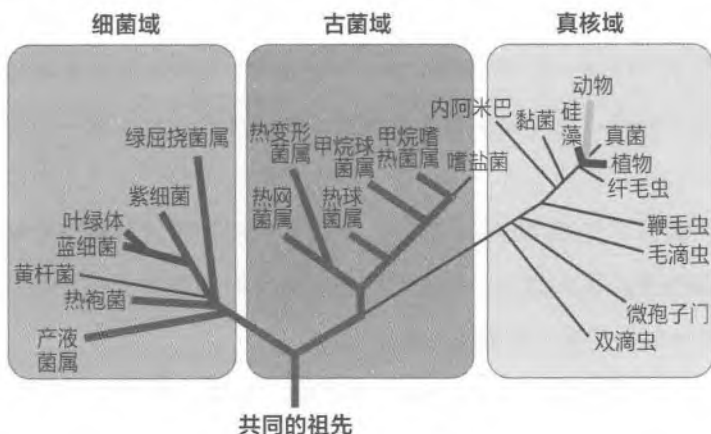 细菌域
古菌域
真核域
绿屈挠菌属
紫细菌
叶绿体
蓝细菌
黄杆菌
热袍菌
产液
菌属
热变形
菌属
甲烷球
菌属
甲烷嗜
热菌属
嗜盐菌
热网
菌属
热球
菌属
动物
内阿米巴
黏菌
硅
藻
真菌
植物
纤毛虫
鞭毛虫
毛滴虫
微孢子门
双滴虫
共同的祖先